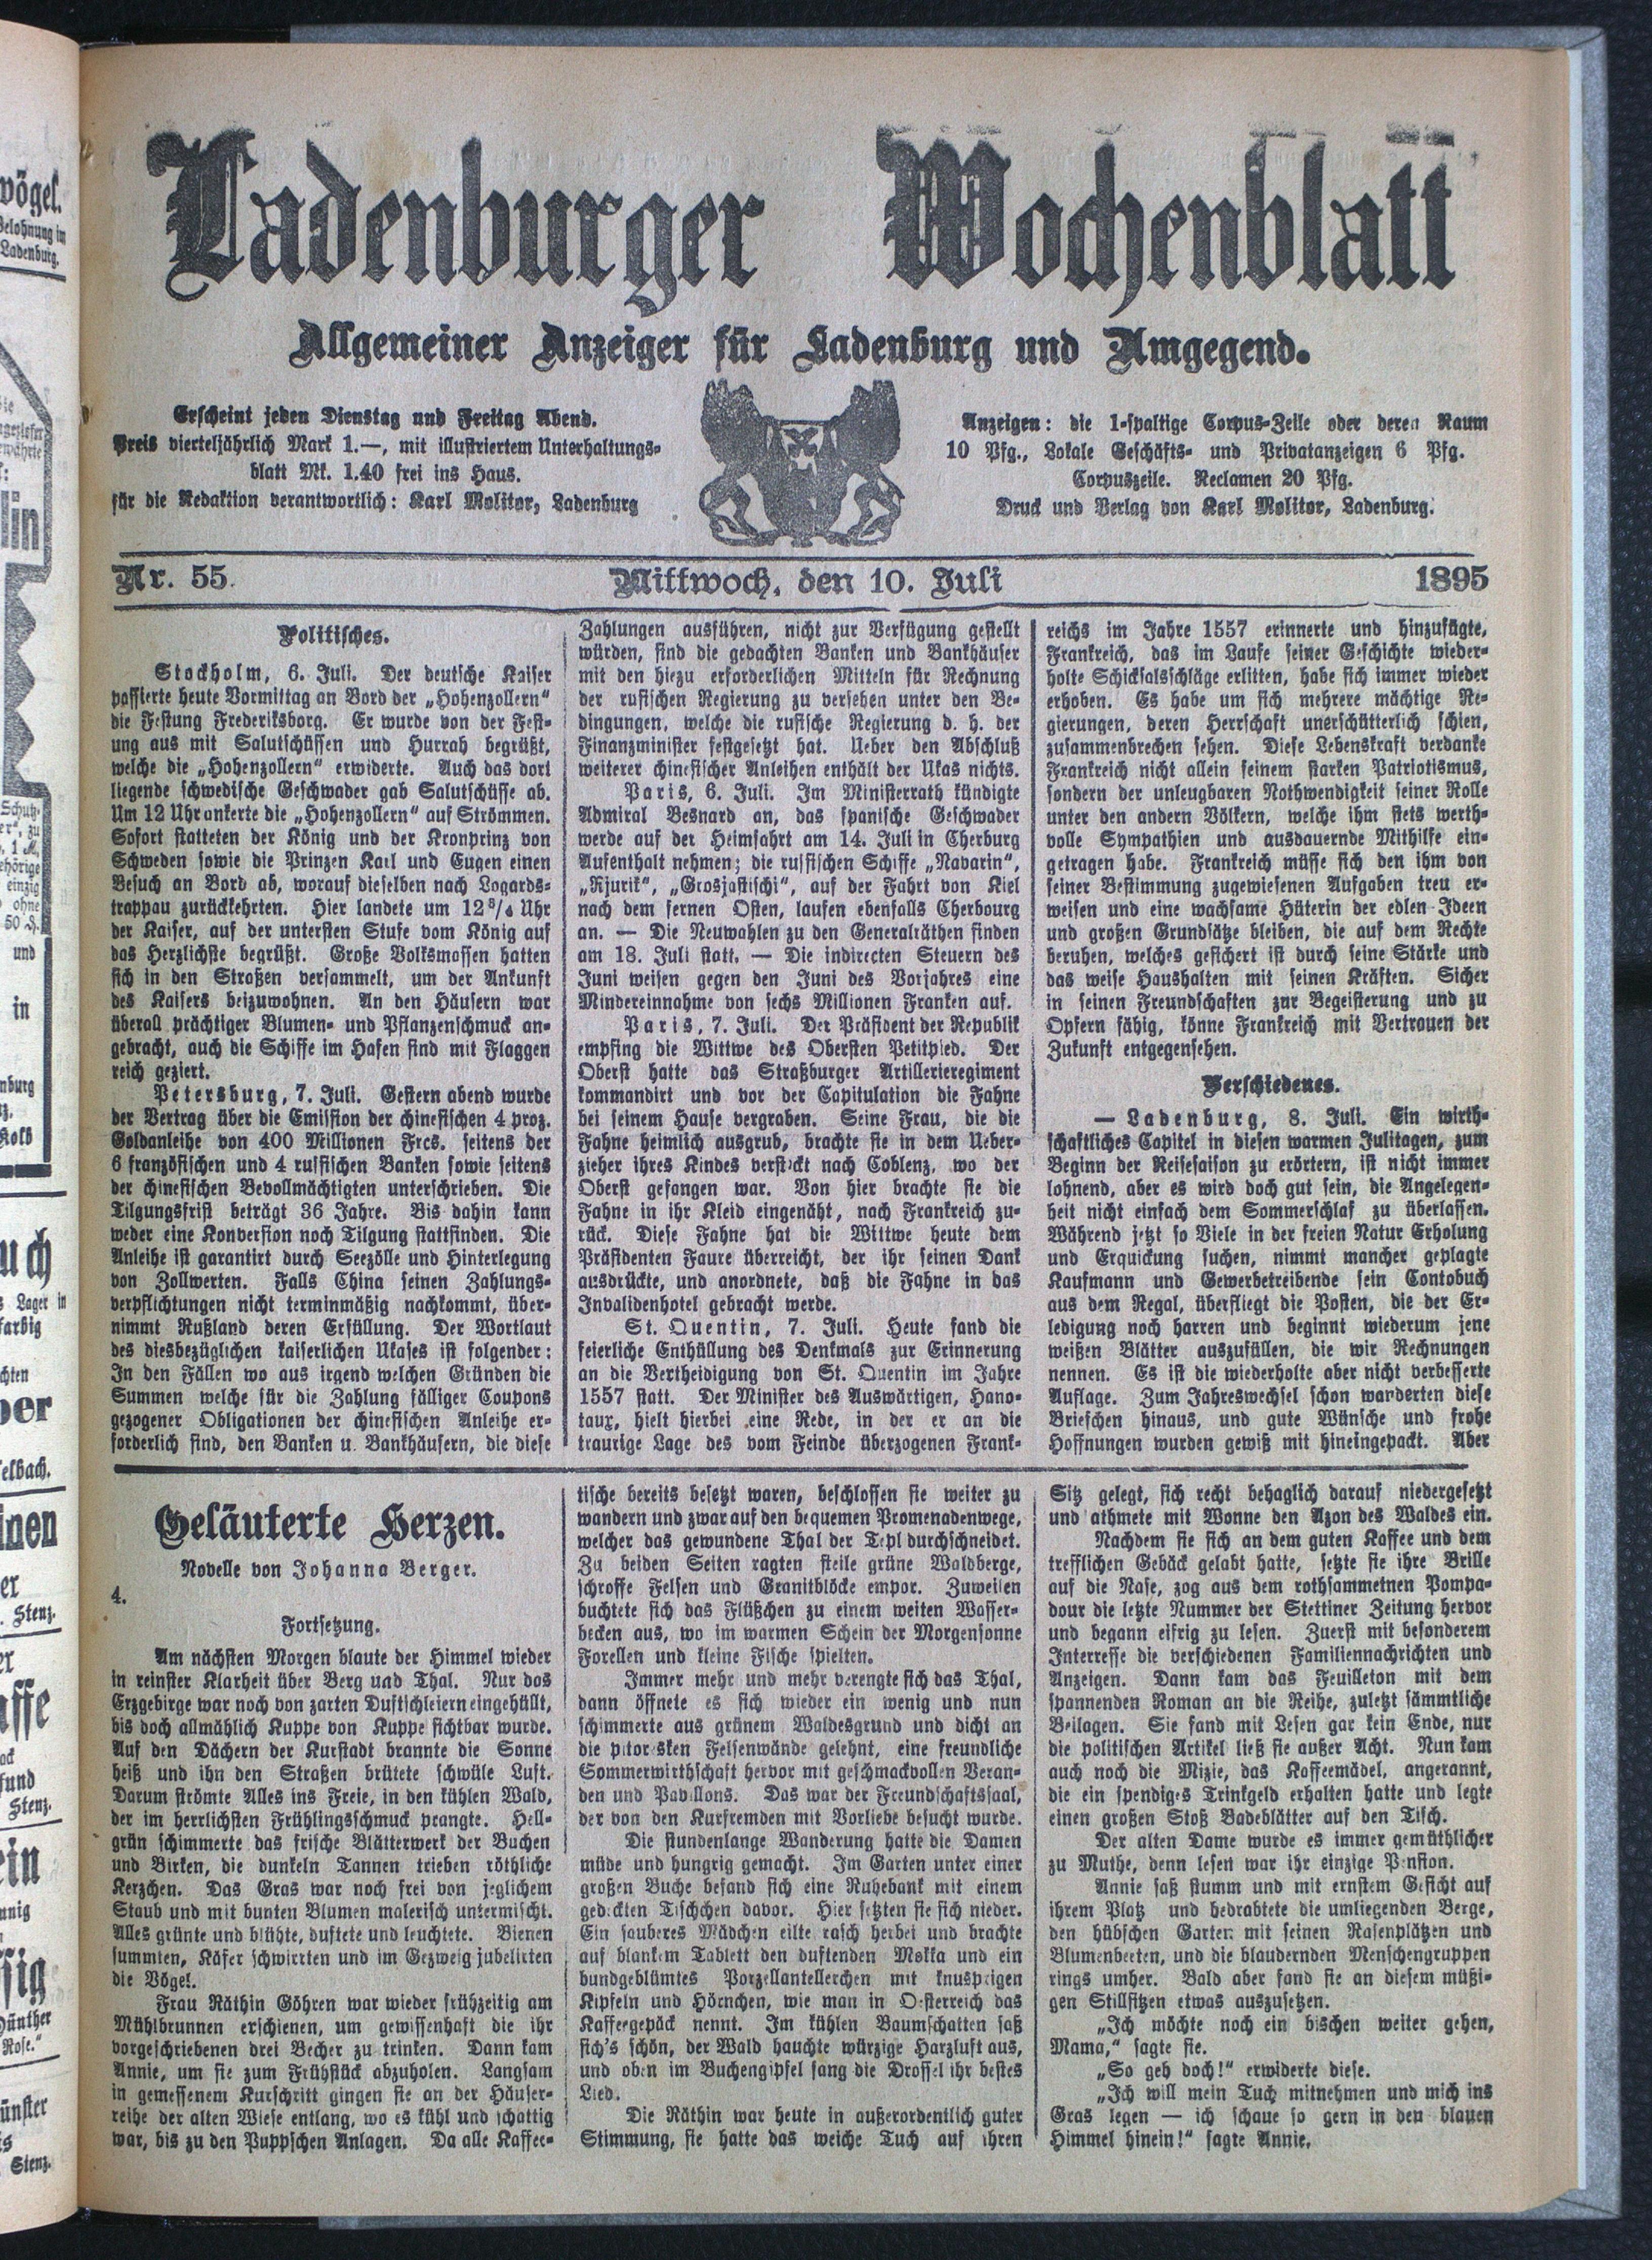 Ladenburger Wochenblatt
Allgemeiner Anzeiger für Ladenburg und Umgegend.
Erscheint jeden Dienstag und Freitag Abend.
Preis vierteljährlich Mark 1.—, mit illustriertem Unterhaltungs-
blatt Mk. 1.40 frei ins Haus.
für die Redaktion verantwortlich: Karl Molitor, Ladenburg
Anzeigen: die 1-spaltige Corpus-Zeile oder deren Raum
10 Pfg., Lokale Geschäfts- und Privatanzeigen 6 Pfg.
Corpuszeile. Reclamen 20 Pfg.
Druck und Verlag von Karl Molitor, Ladenburg.
Nr. 55.
Mittwoch, den 10. Juli
1895
Politisches.
Stockholm, 6. Juli. Der deutsche Kaiser
passierte heute Vormittag an Bord der „Hohenzollern“
die Festung Frederiksborg. Er wurde von der Fest-
ung aus mit Salutschüssen und Hurrah begrüßt,
welche die „Hohenzollern“ erwiderte. Auch das dort
liegende schwedische Geschwader gab Salutschüsse ab.
Um 12 Uhr ankerte die „Hohenzollern“ auf Strömmen.
Sofort statteten der König und der Kronprinz von
Schweden sowie die Prinzen Karl und Eugen einen
Besuch an Bord ab, worauf dieselben nach Logards-
trappau zurückkehrten. Hier landete um 12 3/4 Uhr
der Kaiser, auf der untersten Stufe vom König auf
das Herzlichste begrüßt. Große Volksmassen hatten
sich in den Straßen versammelt, um der Ankunft
des Kaisers beizuwohnen. An den Häusern war
überall prächtiger Blumen- und Pflanzenschmuck an-
gebracht, auch die Schiffe im Hafen sind mit Flaggen
reich geziert.
Petersburg, 7. Juli. Gestern abend wurde
der Vertrag über die Emission der chinesischen 4 proz.
Goldanleihe von 400 Millionen Frcs. seitens der
6 französischen und 4 russischen Banken sowie seitens
der chinesischen Bevollmächtigten unterschrieben. Die
Tilgungsfrist beträgt 36 Jahre. Bis dahin kann
weder eine Konversion noch Tilgung stattfinden. Die
Anleihe ist garantirt durch Seezölle und Hinterlegung
von Zollwerten. Falls China seinen Zahlungs-
verpflichtungen nicht terminmäßig nachkommt, über-
nimmt Rußland deren Erfüllung. Der Wortlaut
des diesbezüglichen kaiserlichen Ukases ist folgender:
In den Fällen wo aus irgend welchen Gründen die
Summen welche für die Zahlung fälliger Coupons
gezogener Obligationen der chinesischen Anleihe er-
forderlich sind, den Banken u. Bankhäusern, die diese
Zahlungen ausführen, nicht zur Verfügung gestellt
würden, sind die gedachten Banken und Bankhäuser
mit den hiezu erforderlichen Mitteln für Rechnung
der rusischen Regierung zu versehen unter den Be-
dingungen, welche die rusische Regierung d. h. der
Finanzminister festgesetzt hat. Ueber den Abschluß
weiterer chinesischer Anleihen enthält der Ukas nichts.
Paris, 6. Juli. Im Ministerrath kündigte
Admiral Besnard an, das spanische Geschwader
werde auf der Heimfahrt am 14. Juli in Cherburg
Aufenthalt nehmen; die russischen Schiffe „Navarin“,
„Rjurik“, „Grosjastischi“, auf der Fahrt von Kiel
nach dem fernen Osten, laufen ebenfalls Cherbourg
an. — Die Neuwahlen zu den Generalräthen finden
am 18. Juli statt. — Die indirecten Steuern des
Juni weisen gegen den Juni des Vorjahres eine
Mindereinnahme von sechs Millionen Franken auf.
Paris, 7. Juli. Der Präsident der Republik
empfing die Wittwe des Obersten Petitpied. Der
Oberst hatte das Straßburger Artillerieregiment
kommandirt und vor der Capitulation die Fahne
bei seinem Hause vergraben. Seine Frau, die die
Fahne heimlich ausgrub, brachte sie in dem Ueber-
zieher ihres Kindes versteckt nach Coblenz, wo der
Oberst gefangen war. Von hier brachte sie die
Fahne in ihr Kleid eingenäht, nach Frankreich zu-
rück. Diese Fahne hat die Wittwe heute dem
Präsidenten Faure überreicht, der ihr seinen Dank
ausdrückte, und anordnete, daß die Fahne in das
Invalidenhotel gebracht werde.
St. Quentin, 7. Juli. Heute fand die
feierliche Enthüllung des Denkmals zur Erinnerung
an die Vertheidigung von St. Quentin im Jahre
1557 statt. Der Minister des Auswärtigen, Hano-
taux, hielt hierbei eine Rede, in der er an die
traurige Lage des vom Feinde überzogenen Frank-
reichs im Jahre 1557 erinnerte und hinzufügte,
Frankreich, das im Laufe seiner Geschichte wieder-
holte Schicksalsschläge erlitten, habe sich immer wieder
erhoben. Es habe um sich mehrere mächtige Re-
gierungen, deren Herrschaft unerschütterlich schien,
zusammenbrechen sehen. Diese Lebenskraft verdanke
Frankreich nicht allein seinem starken Patriotismus,
sondern der unleugbaren Nothwendigkeit seiner Rolle
unter den andern Völkern, welche ihm stets werth-
volle Sympathien und ausdauernde Mithilfe ein-
getragen habe. Frankreich müsse sich den ihm von
seiner Bestimmung zugewiesenen Aufgaben treu er-
weisen und eine wachsame Hüterin der edlen Ideen
und großen Grundsätze bleiben, die auf dem Rechte
beruhen, welches gesichert ist durch seine Stärke und
das weise Haushalten mit seinen Kräften. Sicher
in seinen Freundschaften zur Begeisterung und zu
Opfern fähig, könne Frankreich mit Vertrauen der
Zukunft entgegensehen.
Verschiedenes.
— Ladenburg, 8. Juli. Ein wirth-
schaftliches Capitel in diesen warmen Julitagen, zum
Beginn der Reisesaison zu erörtern, ist nicht immer
lohnend, aber es wird doch gut sein, die Angelegen-
heit nicht einfach dem Sommerschlaf zu überlassen.
Während jetzt so Viele in der freien Natur Erholung
und Erquickung suchen, nimmt mancher geplagte
Kaufmann und Gewerbetreibende sein Contobuch
aus dem Regal, überfliegt die Posten, die der Er-
ledigung noch harren und beginnt wiederum jene
weißen Blätter auszufüllen, die wir Rechnungen
nennen. Es ist die wiederholte aber nicht verbesserte
Auflage. Zum Jahreswechsel schon wanderten diese
Briefchen hinaus, und gute Wünsche und frohe
Hoffnungen wurden gewiß mit hineingepackt. Aber
Geläuterte Herzen.
Novelle von Johanna Berger.
4.
Fortsetzung.
Am nächsten Morgen blaute der Himmel wieder
in reinster Klarheit über Berg und Thal. Nur das
Erzgebirge war noch von zarten Duftschleiern eingehüllt,
bis doch allmählich Kuppe von Kuppe sichtbar wurde.
Auf den Dächern der Kurstadt brannte die Sonne
heiß und ihn den Straßen brütete schwüle Luft.
Darum strömte Alles ins Freie, in den kühlen Wald,
der im herrlichsten Frühlingsschmuck prangte. Hell-
grün schimmerte das frische Blätterwerk der Buchen
und Birken, die dunkeln Tannen trieben röthliche
Kerzchen. Das Gras war noch frei von jeglichem
Staub und mit bunten Blumen malerisch untermischt.
Alles grünte und blühte, duftete und leuchtete. Bienen
summten, Käfer schwirrten und im Gezweig jubelirten
die Vögel.
Frau Räthin Göhren war wieder frühzeitig am
Mühlbrunnen erschienen, um gewissenhaft die ihr
vorgeschriebenen drei Becher zu trinken. Dann kam
Annie, um sie zum Frühstück abzuholen. Langsam
in gemessenem Kurschritt gingen sie an der Häuser-
reihe der alten Wiese entlang, wo es kühl und schattig
war, bis zu den Puppschen Anlagen. Da alle Kaffee-
tische bereits besetzt waren, beschlossen sie weiter zu
wandern und zwar auf den bequemen Promenadenwege,
welcher das gewundene Thal der Tepl durchschneidet.
Zu beiden Seiten ragten steile grüne Waldberge,
schroffe Felsen und Granitblöcke empor. Zuweilen
buchtete sich das Flüßchen zu einem weiten Wasser-
becken aus, wo im warmen Schein der Morgensonne
Forellen und kleine Fische spielten.
Immer mehr und mehr verengte sich das Thal,
dann öffnete es sich wieder ein wenig und nun
schimmerte aus grünem Waldesgrund und dicht an
die pitoresken Felsenwände gelehnt, eine freundliche
Sommerwirthschaft hervor mit geschmackvollen Veran-
den und Pavillons. Das war der Freundschaftssaal,
der von den Kurfremden mit Vorliebe besucht wurde.
Die stundenlange Wanderung hatte die Damen
müde und hungrig gemacht. Im Garten unter einer
großen Buche befand sich eine Ruhebank mit einem
gedeckten Tischchen davor. Hier setzten sie sich nieder.
Ein sauberes Mädchen eilte rasch herbei und brachte
auf blankem Tablett den duftenden Mokka und ein
bundgeblümtes Porzellantellerchen mit knusprigen
Kipfeln und Hörnchen, wie man in Oesterreich das
Kaffeegepäck nennt. Im kühlen Baumschatten saß
sich's schön, der Wald hauchte würzige Harzluft aus,
und oben im Buchengipfel sang die Drossel ihr bestes
Lied.
Die Räthin war heute in außerordentlich guter
Stimmung, sie hatte das weiche Tuch auf ihren
Sitz gelegt, sich recht behaglich darauf niedergesetzt
und athmete mit Wonne den Azon des Waldes ein.
Nachdem sie sich an dem guten Kaffee und dem
trefflichen Gebäck gelabt hatte, setzte sie ihre Brille
auf die Nase, zog aus dem rothsammetnen Pompa-
dour die letzte Nummer der Stettiner Zeitung hervor
und begann eifrig zu lesen. Zuerst mit besonderem
Interresse die verschiedenen Familiennachrichten und
Anzeigen. Dann kam das Feuilleton mit dem
spannenden Roman an die Reihe, zuletzt sämmtliche
Beilagen. Sie fand mit Lesen gar kein Ende, nur
die politischen Artikel ließ sie außer Acht. Nun kam
auch noch die Mizie, das Kaffeemädel, angerannt,
die ein spendiges Trinkgeld erhalten hatte und legte
einen großen Stoß Badeblätter auf den Tisch.
Der alten Dame wurde es immer gemüthlicher
zu Muthe, denn lesen war ihr einzige Pension.
Annie saß stumm und mit ernstem Gesicht auf
ihrem Platz und bedrabtete die umliegenden Berge,
den hübschen Garten mit seinen Rasenplätzen und
Blumenbeeten, und die blaudernden Menschengruppen
rings umher. Bald aber fand sie an diesem müßi-
gen Stillsitzen etwas auszusetzen.
„Ich möchte noch ein bischen weiter gehen,
Mama,“ sagte sie.
„So geh doch!“ erwiderte diese.
„Ich will mein Tuch mitnehmen und mich ins
Gras legen — ich schaue so gern in den blauen
Himmel hinein!“ sagte Annie.